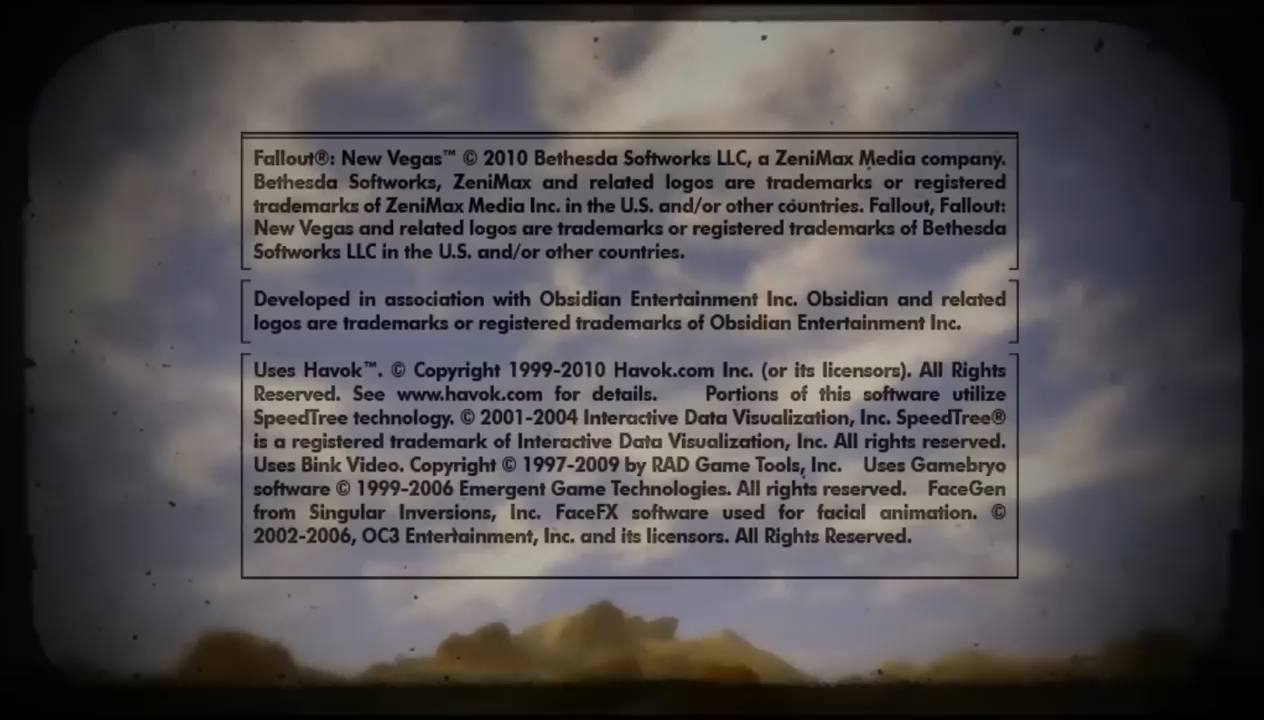 Fallout®: New Vegas™ © 2010 Bethesda Softworks LLC, a ZeniMax Media company.
Bethesda Softworks, ZeniMax and related logos are trademarks or registered
trademarks of ZeniMax Media Inc. in the U.S. and/or other countries. Fallout, Fallout:
New Vegas and related logos are trademarks or registered trademarks of Bethesda
Softworks LLC in the U.S. and/or other countries.
Developed in association with Obsidian Entertainment Inc. Obsidian and related
logos are trademarks or registered trademarks of Obsidian Entertainment Inc.
Uses Havok™. © Copyright 1999-2010 Havok.com Inc. (or its licensors). All Rights
Reserved. See www.havok.com for details. Portions of this software utilize
SpeedTree technology. © 2001-2004 Interactive Data Visualization, Inc. SpeedTree®
is a registered trademark of Interactive Data Visualization, Inc. All rights reserved.
Uses Bink Video. Copyright © 1997-2009 by RAD Game Tools, Inc. Uses Gamebryo
software © 1999-2006 Emergent Game Technologies. All rights reserved. FaceGen
from Singular Inversions, Inc. FaceFX software used for facial animation. ©
2002-2006, OC3 Entertainment, Inc. and its licensors. All Rights Reserved.